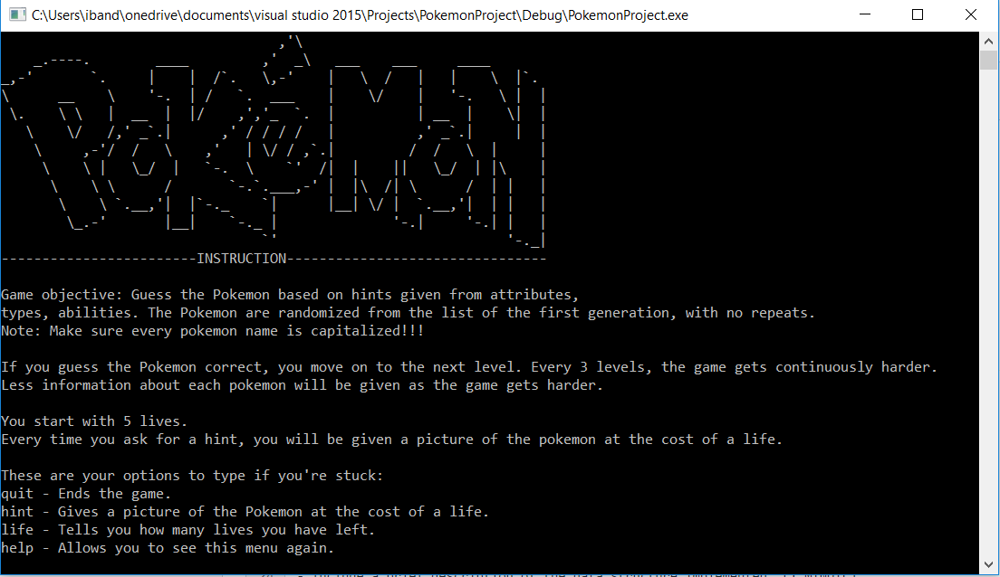 C:\Users\iband\onedrive\documents\visual studio 2015\Projects\PokemonProject\Debug\PokemonProject.exe
PoKéMoN
------------------------INSTRUCTION--------------------------------
Game objective: Guess the Pokemon based on hints given from attributes,
types, abilities. The Pokemon are randomized from the list of the first generation, with no repeats.
Note: Make sure every pokemon name is capitalized!!!
If you guess the Pokemon correct, you move on to the next level. Every 3 levels, the game gets continuously harder.
Less information about each pokemon will be given as the game gets harder.
You start with 5 lives.
Every time you ask for a hint, you will be given a picture of the pokemon at the cost of a life.
These are your options to type if you're stuck:
quit - Ends the game.
hint - Gives a picture of the Pokemon at the cost of a life.
life - Tells you how many lives you have left.
help - Allows you to see this menu again.